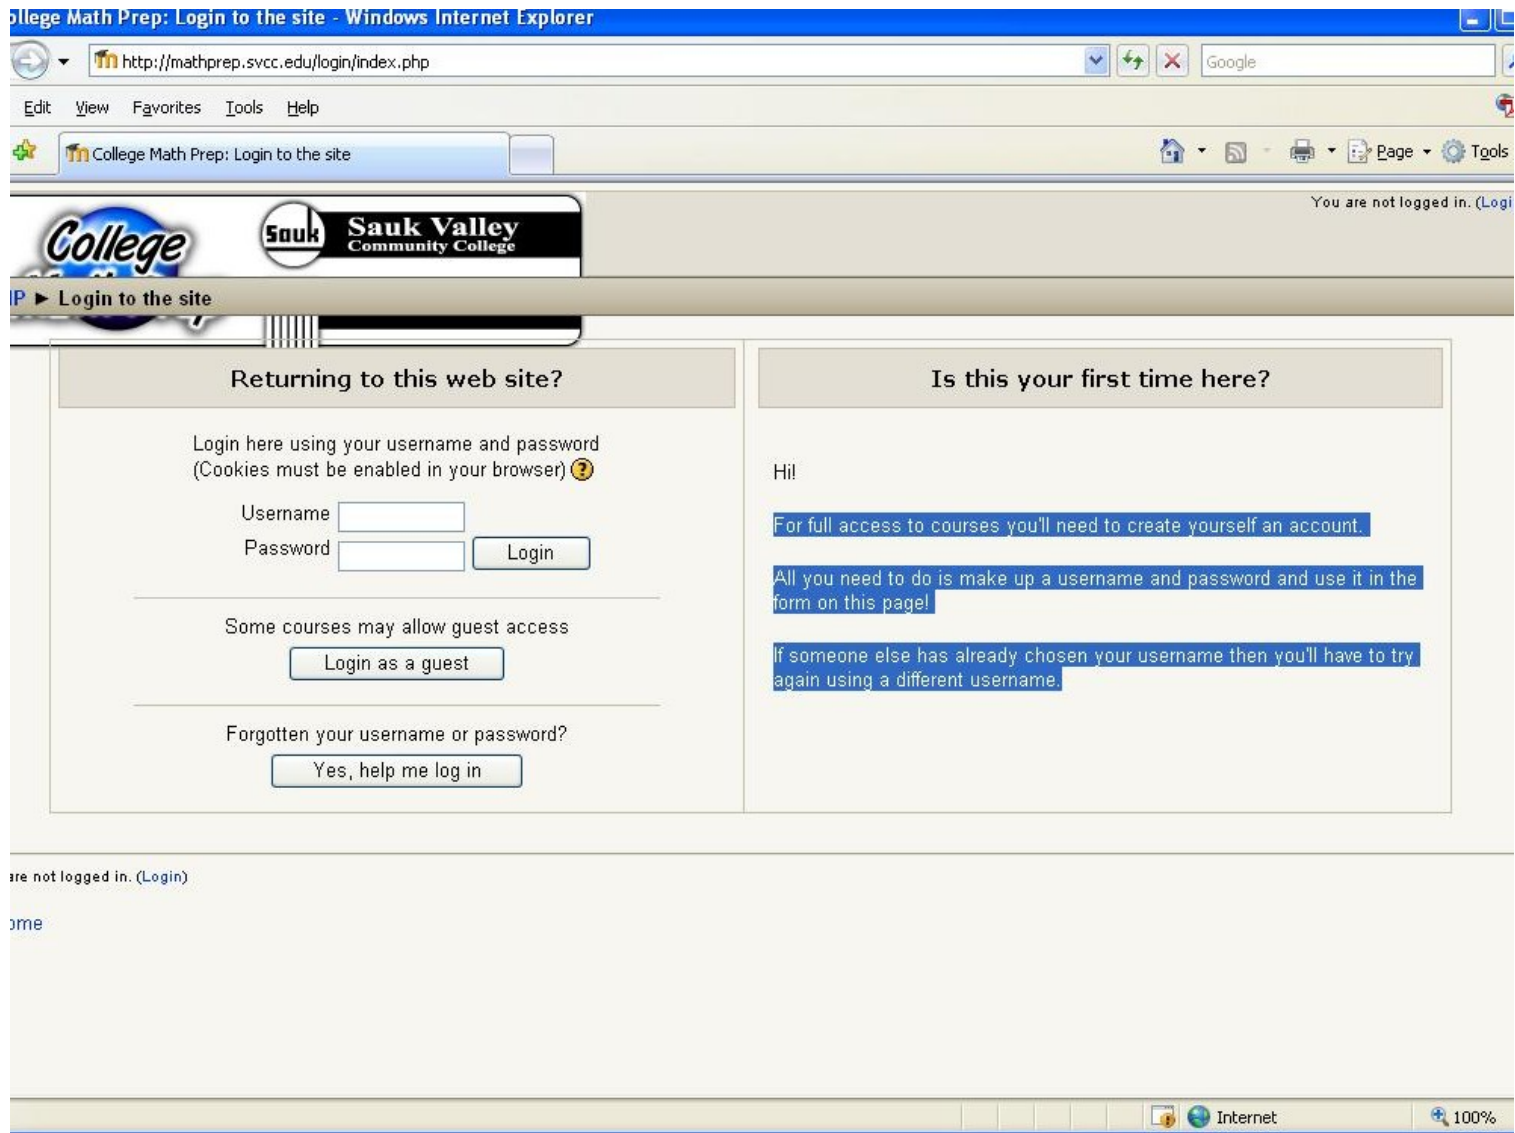 ollege Math Prep: Login to the site - Windows Internet Explorer
http://mathprep.svcc.edu/login/index.php
Google
Edit View Favorites Tools Help
College Math Prep: Login to the site
Page Tools
You are not logged in. (Logi
College
Sauk
Sauk Valley
Community College
IP ► Login to the site
Returning to this web site?
Login here using your username and password
(Cookies must be enabled in your browser) ?
Username
Password
Login
Some courses may allow guest access
Login as a guest
Forgotten your username or password?
Yes, help me log in
Is this your first time here?
Hi!
For full access to courses you'll need to create yourself an account.
All you need to do is make up a username and password and use it in the
form on this page!
If someone else has already chosen your username then you'll have to try
again using a different username.
are not logged in. (Login)
ome
Internet
100%